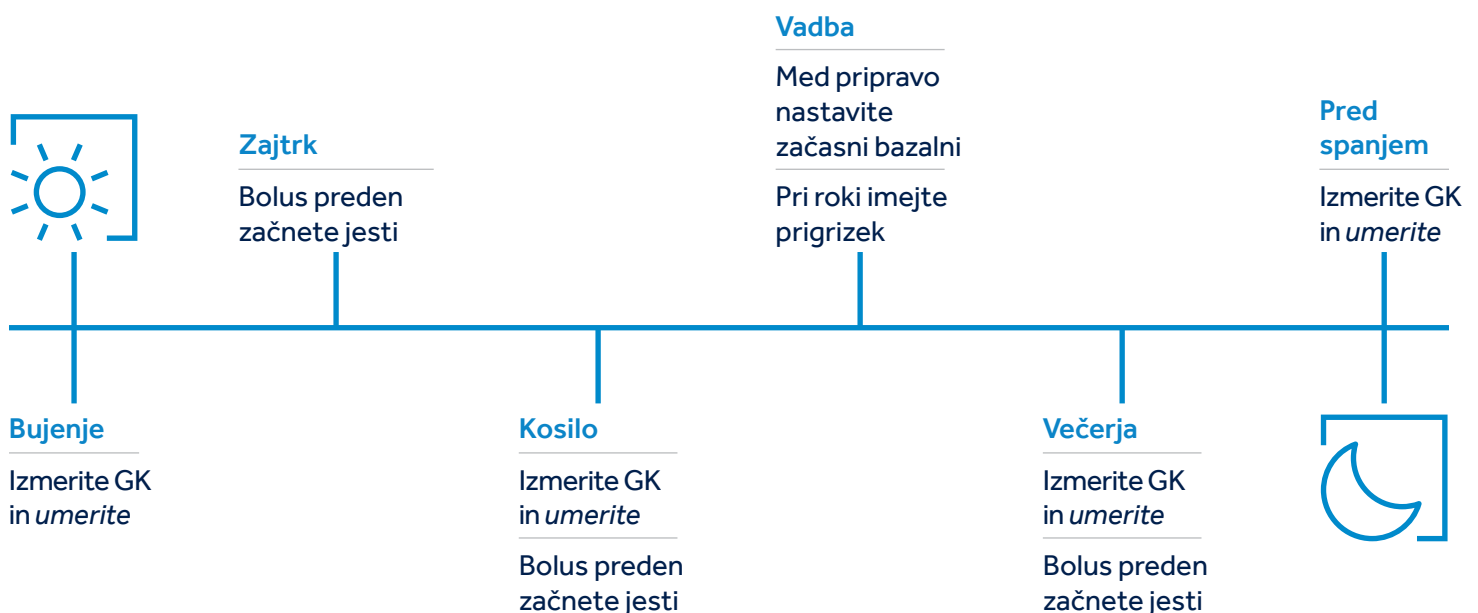 Bujenje
Izmerite GK
in umerite
Zajtrk
Bolus preden
začnete jesti
Kosilo
Izmerite GK
in umerite
Bolus preden
začnete jesti
Vadba
Med pripravo
nastavite
začasni bazalni
Pri roki imejte
prigrizek
Večerja
Izmerite GK
in umerite
Bolus preden
začnete jesti
Pred
spanjem
Izmerite GK
in umerite